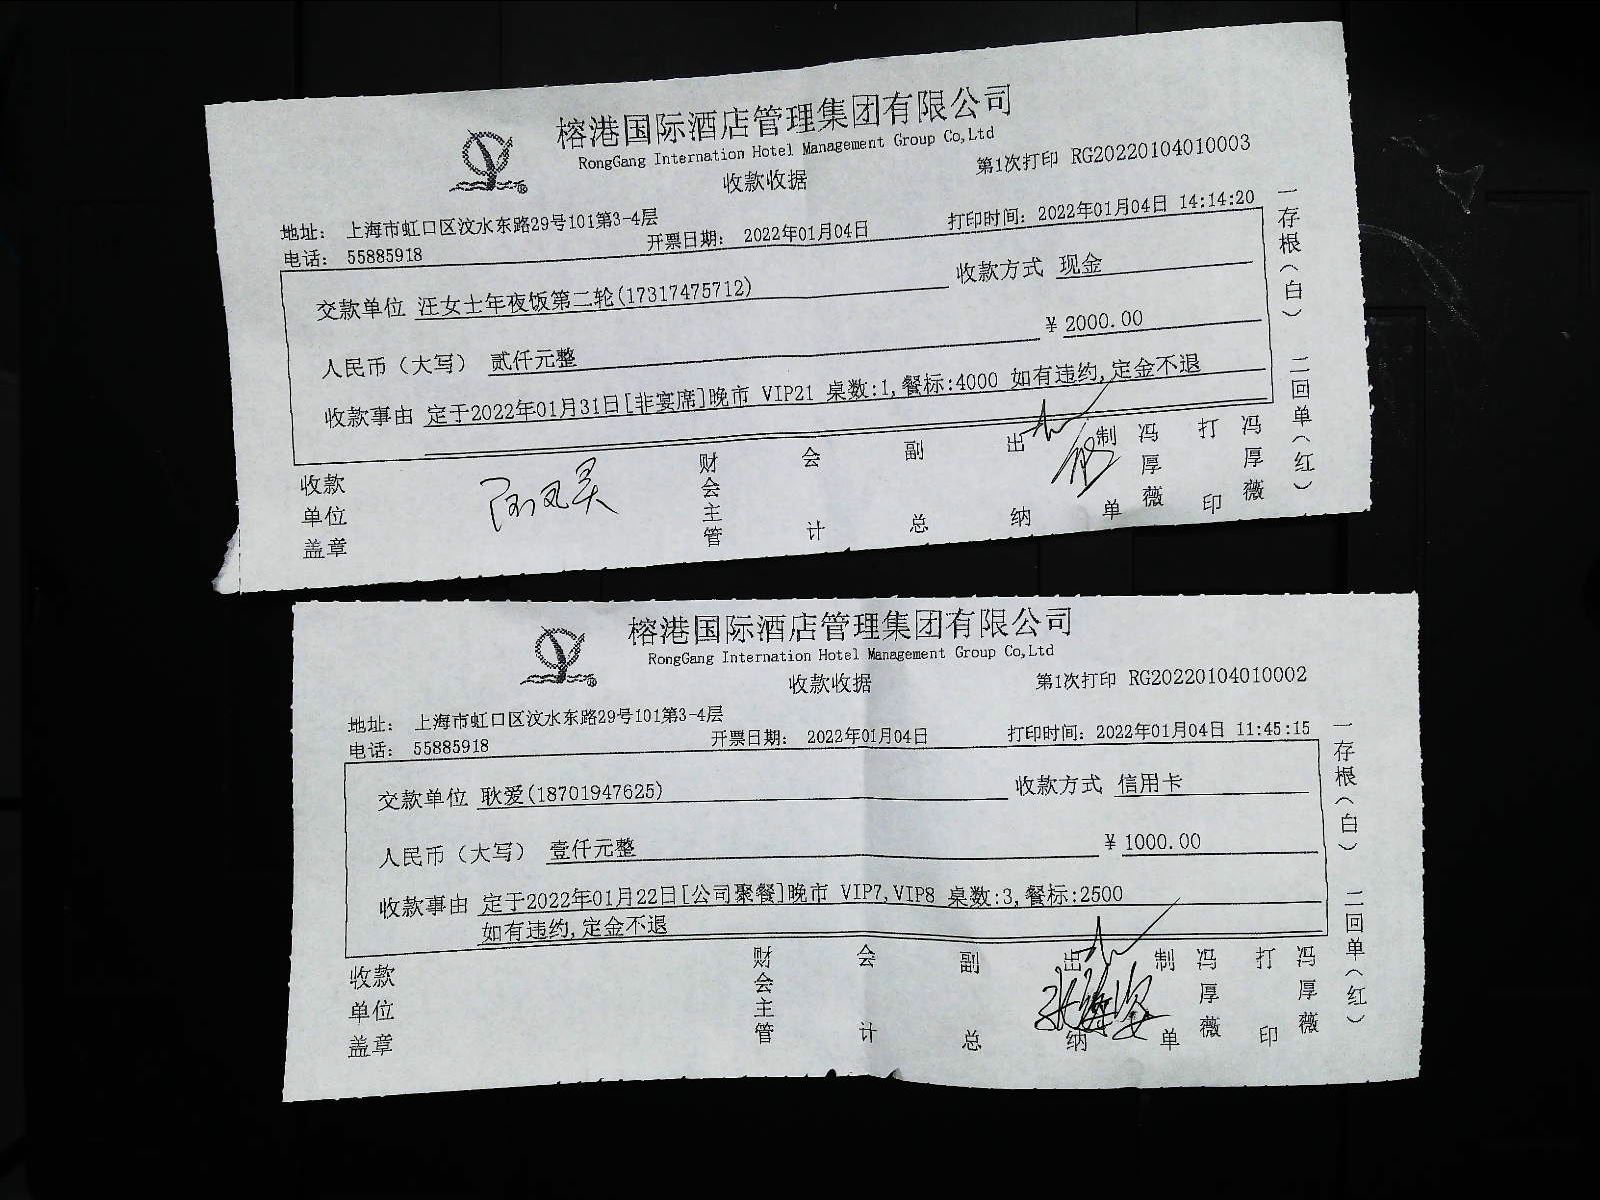 榕港国际酒店管理集团有限公司
RongGang Internation Hotel Management Group Co,Ltd
收款收据
第1次打印 RG20220104010003
地址： 上海市虹口区汶水东路29号101第3-4层
电话： 55885918
开票日期： 2022年01月04日
打印时间：2022年01月04日 14:14:20
交款单位 汪女士年夜饭第二轮(17317475712)
收款方式 现金
人民币（大写） 贰仟元整
¥ 2000.00
收款事由 定于2022年01月31日[非宴席]晚市 VIP21 桌数:1,餐标:4000 如有违约,定金不退
收款单位盖章
财会主管
会计
副总
出纳
制单
冯厚薇
打印
冯厚薇
一存根（白） 二回单（红）
榕港国际酒店管理集团有限公司
RongGang Internation Hotel Management Group Co,Ltd
收款收据
第1次打印 RG20220104010002
地址： 上海市虹口区汶水东路29号101第3-4层
电话： 55885918
开票日期： 2022年01月04日
打印时间：2022年01月04日 11:45:15
交款单位 耿爱(18701947625)
收款方式 信用卡
人民币（大写） 壹仟元整
¥ 1000.00
收款事由 定于2022年01月22日[公司聚餐]晚市 VIP7,VIP8 桌数:3,餐标:2500
如有违约,定金不退
收款单位盖章
财会主管
会计
副总
出纳
制单
冯厚薇
打印
冯厚薇
一存根（白） 二回单（红）